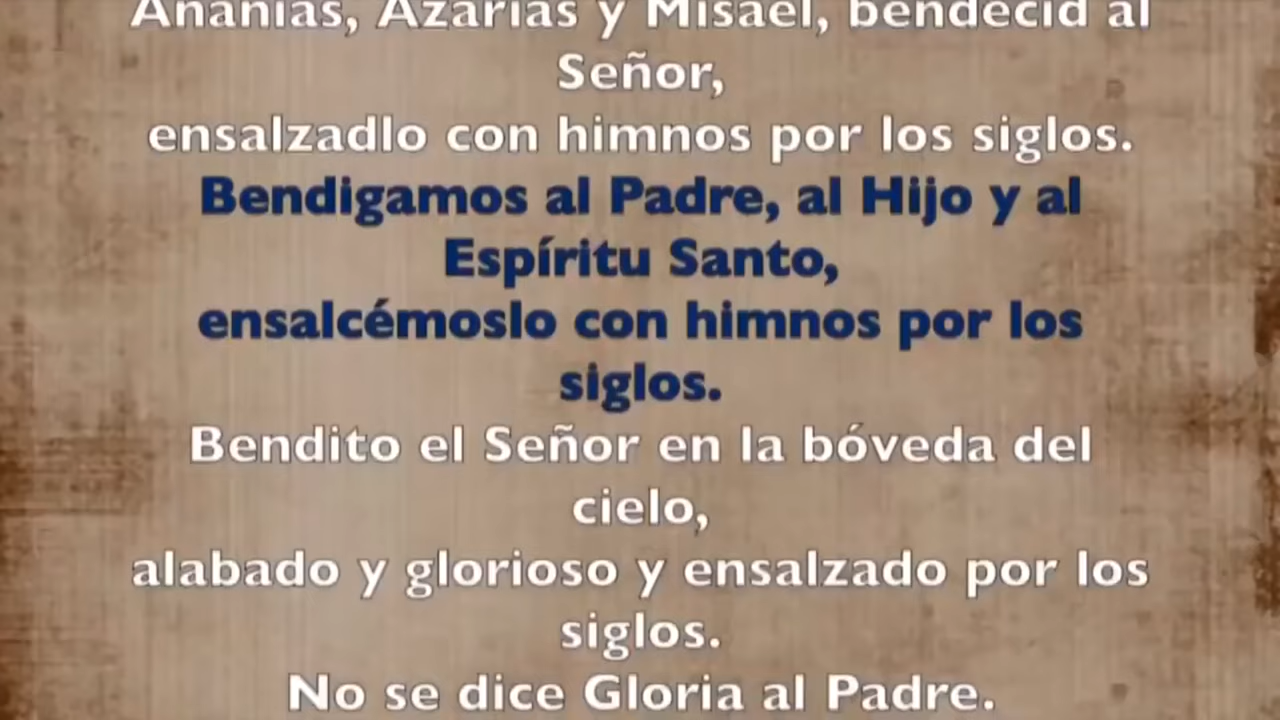 Ananías, Azarías y Misael, bendecid al
Señor,
ensalzadlo con himnos por los siglos.
Bendigamos al Padre, al Hijo y al
Espíritu Santo,
ensalcémoslo con himnos por los
siglos.
Bendito el Señor en la bóveda del
cielo,
alabado y glorioso y ensalzado por los
siglos.
No se dice Gloria al Padre.